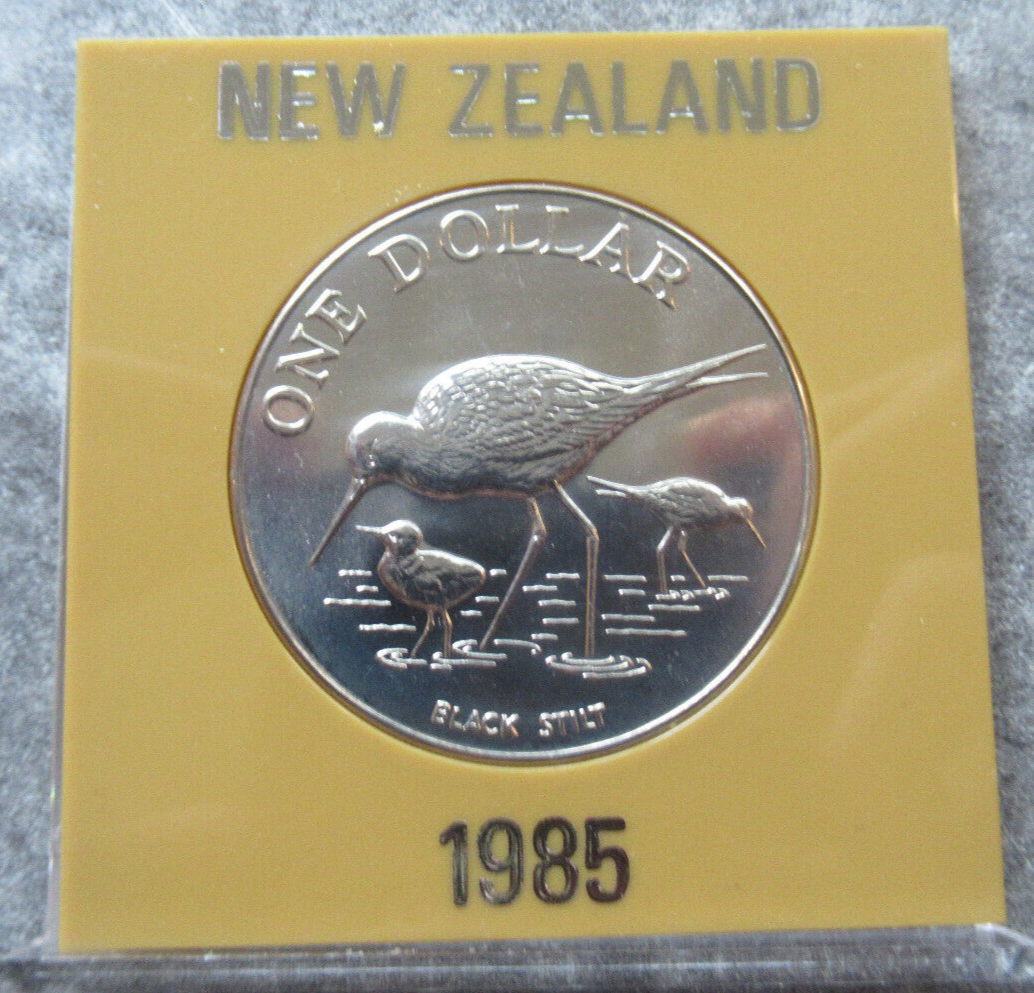 NEW ZEALAND
ONE DOLLAR
BLACK STILT
1985